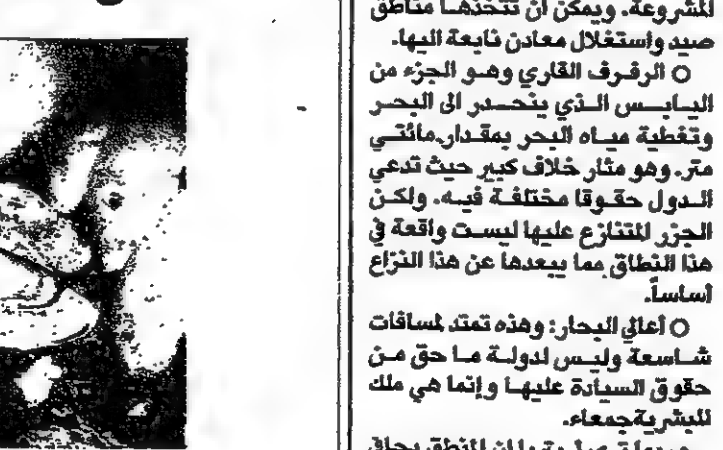 المشروعة. ويمكن ان تتخذها مناطق
صيد واستغلال معادن تابعة اليها.
○ الرفرف القاري وهو الجزء من
اليابس الذي ينحدر الى البحر
وتغطية مياه البحر بمقدار مائتي
متر. وهو مثار خلاف كبير حيث تدعي
الدول حقوقا مختلفة فيه. ولكن
الجزر المتنازع عليها ليست واقعة في
هذا النطاق مما يبعدها عن هذا النزاع
أساساً.
○ أعالي البحار: وهذه تمتد لمسافات
شاسعة وليس لدولة ما حق من
حقوق السيادة عليها وإنما هي ملك
للبشرية جمعاء.